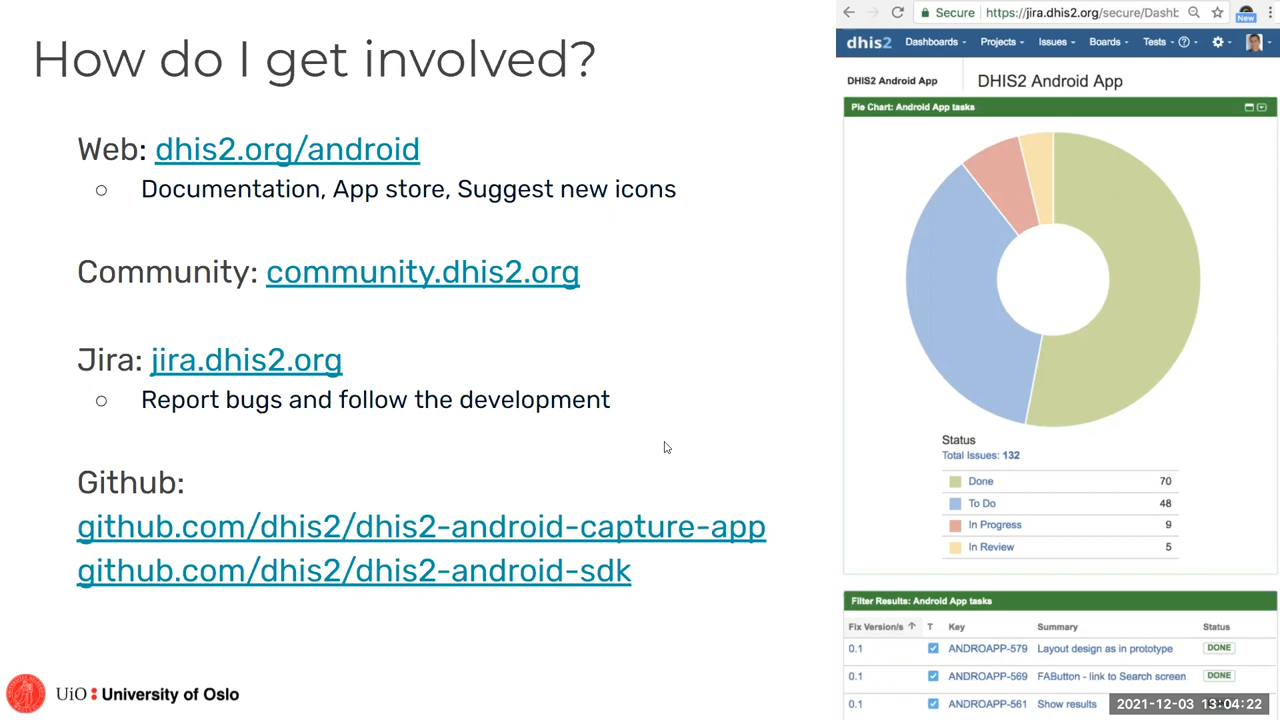 How do I get involved?
Web: dhis2.org/android
○ Documentation, App store, Suggest new icons
Community: community.dhis2.org
Jira: jira.dhis2.org
○ Report bugs and follow the development
Github:
github.com/dhis2/dhis2-android-capture-app
github.com/dhis2/dhis2-android-sdk
UiO University of Oslo
Secure https://jira.dhis2.org/secure/Dashb
New
dhis2 Dashboards Projects Issues Boards Tests
DHIS2 Android App DHIS2 Android App
Pie Chart: Android App tasks
Status
Total Issues: 132
Done 70
To Do 48
In Progress 9
In Review 5
Filter Results: Android App tasks
Fix Version/s ↑ T Key Summary Status
0.1 ANDROAPP-579 Layout design as in prototype DONE
0.1 ANDROAPP-569 FAButton - link to Search screen DONE
0.1 ANDROAPP-561 Show results
2021-12-03 13:04:22